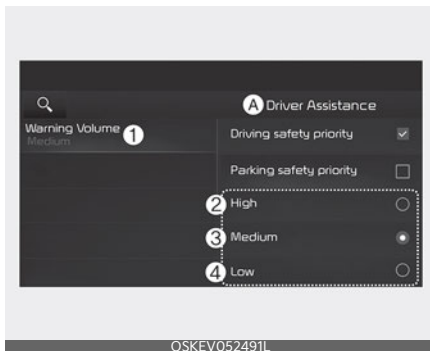 A Driver Assistance
Warning Volume 1
Medium
Driving safety priority
Parking safety priority
2 High
3 Medium
4 Low
OSKEV052491L